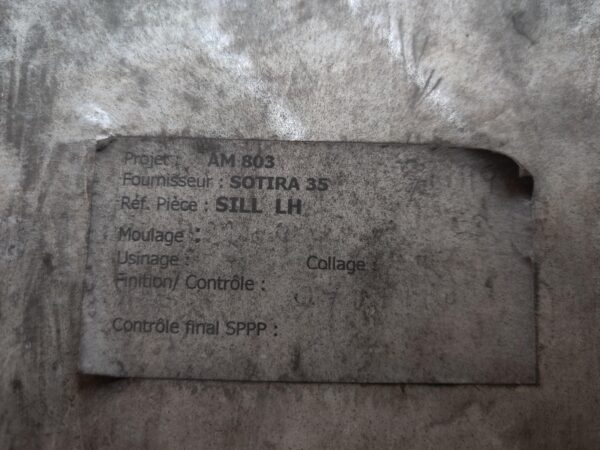 Projet : AM 803
Fournisseur : SOTIRA 35
Réf. Pièce : SILL LH
Moulage :
Usinage : Collage :
Finition/ Contrôle :
Contrôle final SPPP :